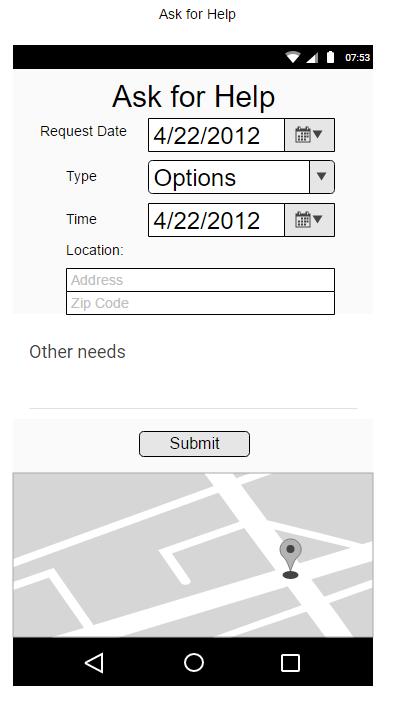 Ask for Help
07:53
Ask for Help
Request Date 4/22/2012
Type Options
Time 4/22/2012
Location:
Address
Zip Code
Other needs
Submit